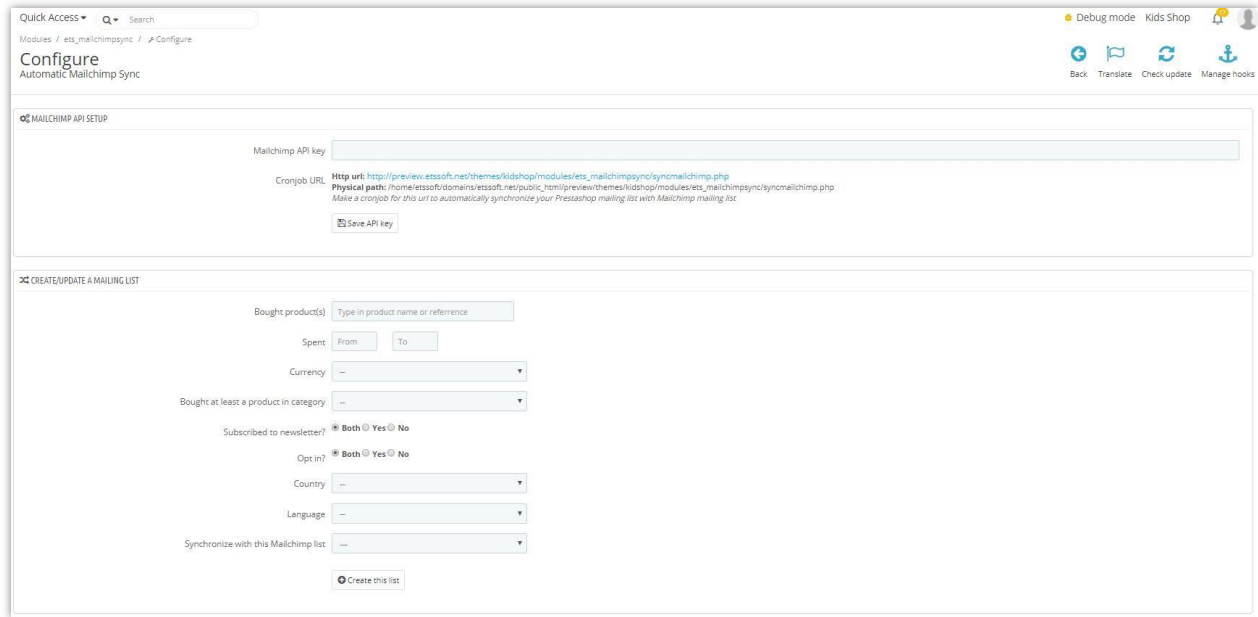 Quick Access
Search
Debug mode Kids Shop
Modules / ets_mailchimpsync / Configure
Configure
Automatic Mailchimp Sync
Back Translate Check update Manage hooks
MAILCHIMP API SETUP
Mailchimp API key
Cronjob URL Http url: http://preview.etssoft.net/themes/kidshop/modules/ets_mailchimpsync/syncmailchimp.php
Physical path: /home/etssoft/domains/etssoft.net/public_html/preview/themes/kidshop/modules/ets_mailchimpsync/syncmailchimp.php
Make a cronjob for this url to automatically synchronize your Prestashop mailing list with Mailchimp mailing list
Save API key
CREATE/UPDATE A MAILING LIST
Bought product(s) Type in product name or referrence
Spent From To
Currency --
Bought at least a product in category --
Subscribed to newsletter? Both Yes No
Opt in? Both Yes No
Country --
Language --
Synchronize with this Mailchimp list ---
Create this list